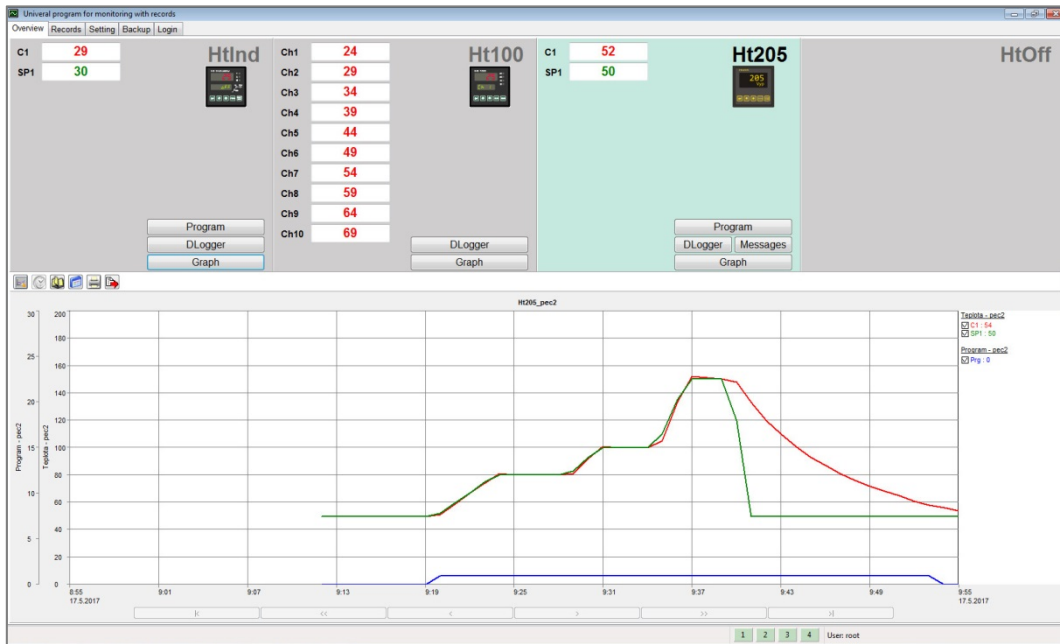 Univeral program for monitoring with records
Overview Records Setting Backup Login
C1 29 HtInd
SP1 30
Program
DLogger
Graph
Ch1 24 Ht100
Ch2 29
Ch3 34
Ch4 39
Ch5 44
Ch6 49
Ch7 54
Ch8 59
Ch9 64
Ch10 69
DLogger
Graph
C1 52 Ht205
SP1 50
205
Program
DLogger Messages
Graph
HtOff
Ht205_pec2
30 200
180
25
160
140
20
120
15 100
80
10
60
40
5
20
0 0
Program - pec2
Teplota - pec2
8:55 9:01 9:07 9:13 9:19 9:25 9:31 9:37 9:43 9:49 9:55
17.5.2017 17.5.2017
Teplota - pec2
C1 : 54
SP1 : 50
Program - pec2
Prg : 0
|< << < > >> >|
1 2 3 4 User: root